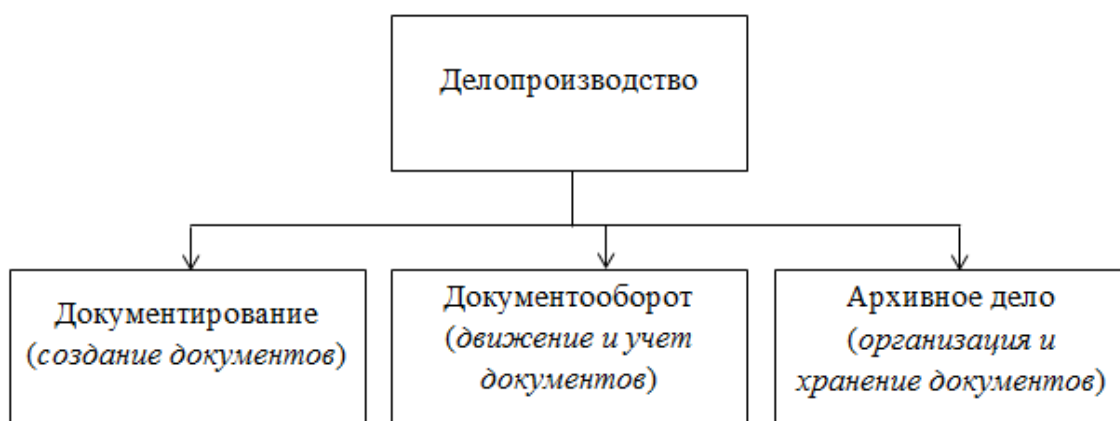 Делопроизводство
Документирование
(создание документов)
Документооборот
(движение и учет
документов)
Архивное дело
(организация и
хранение документов)